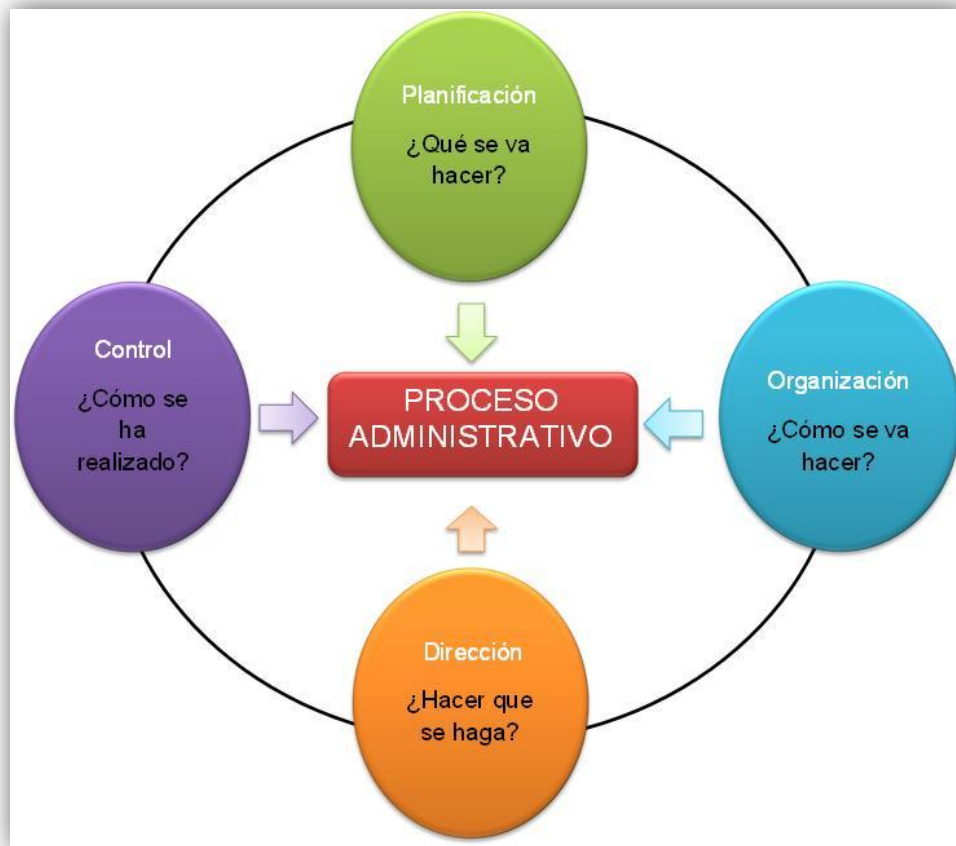 Planificación
¿Qué se va
hacer?
Control
¿Cómo se
ha
realizado?
PROCESO
ADMINISTRATIVO
Organización
¿Cómo se va
hacer?
Dirección
¿Hacer que
se haga?